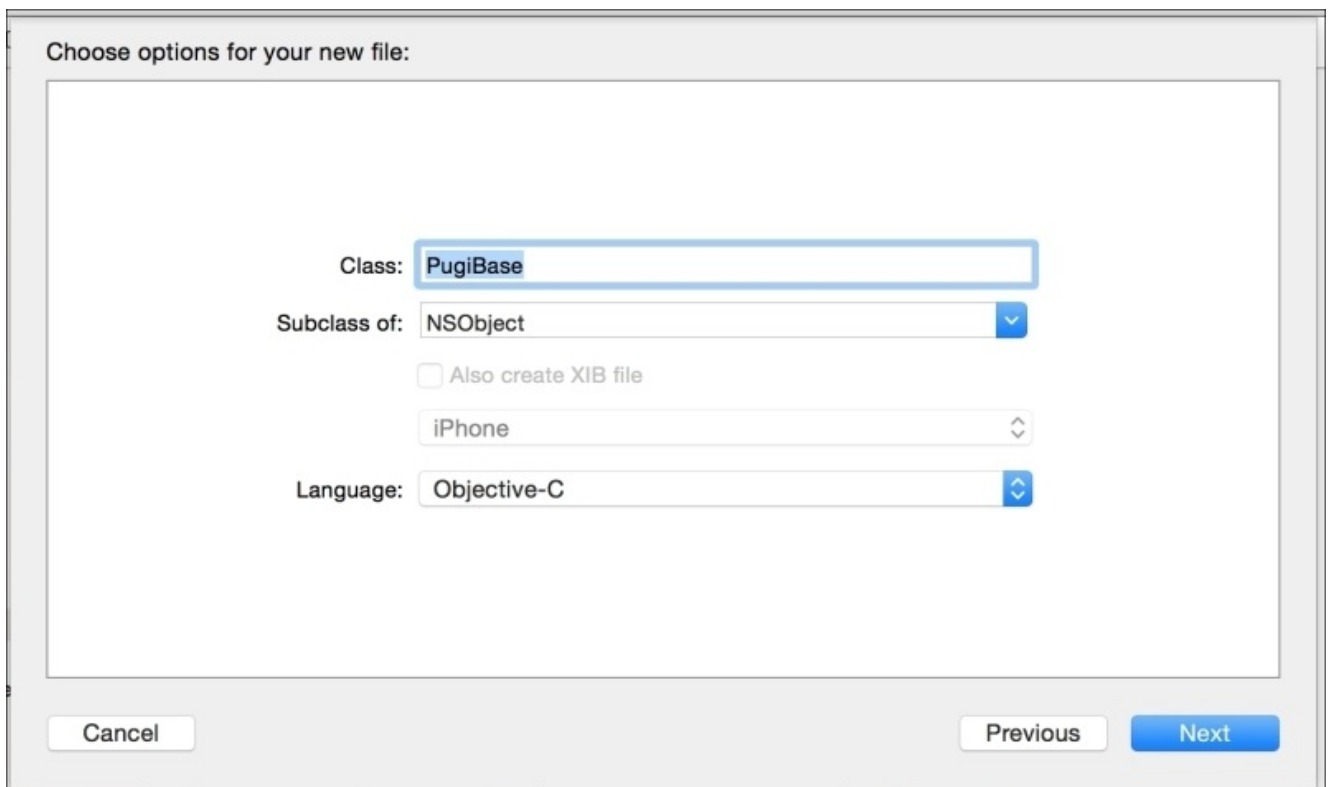 Choose options for your new file:
Class: PugiBase
Subclass of: NSObject
Also create XIB file
iPhone
Language: Objective-C
Cancel Previous Next